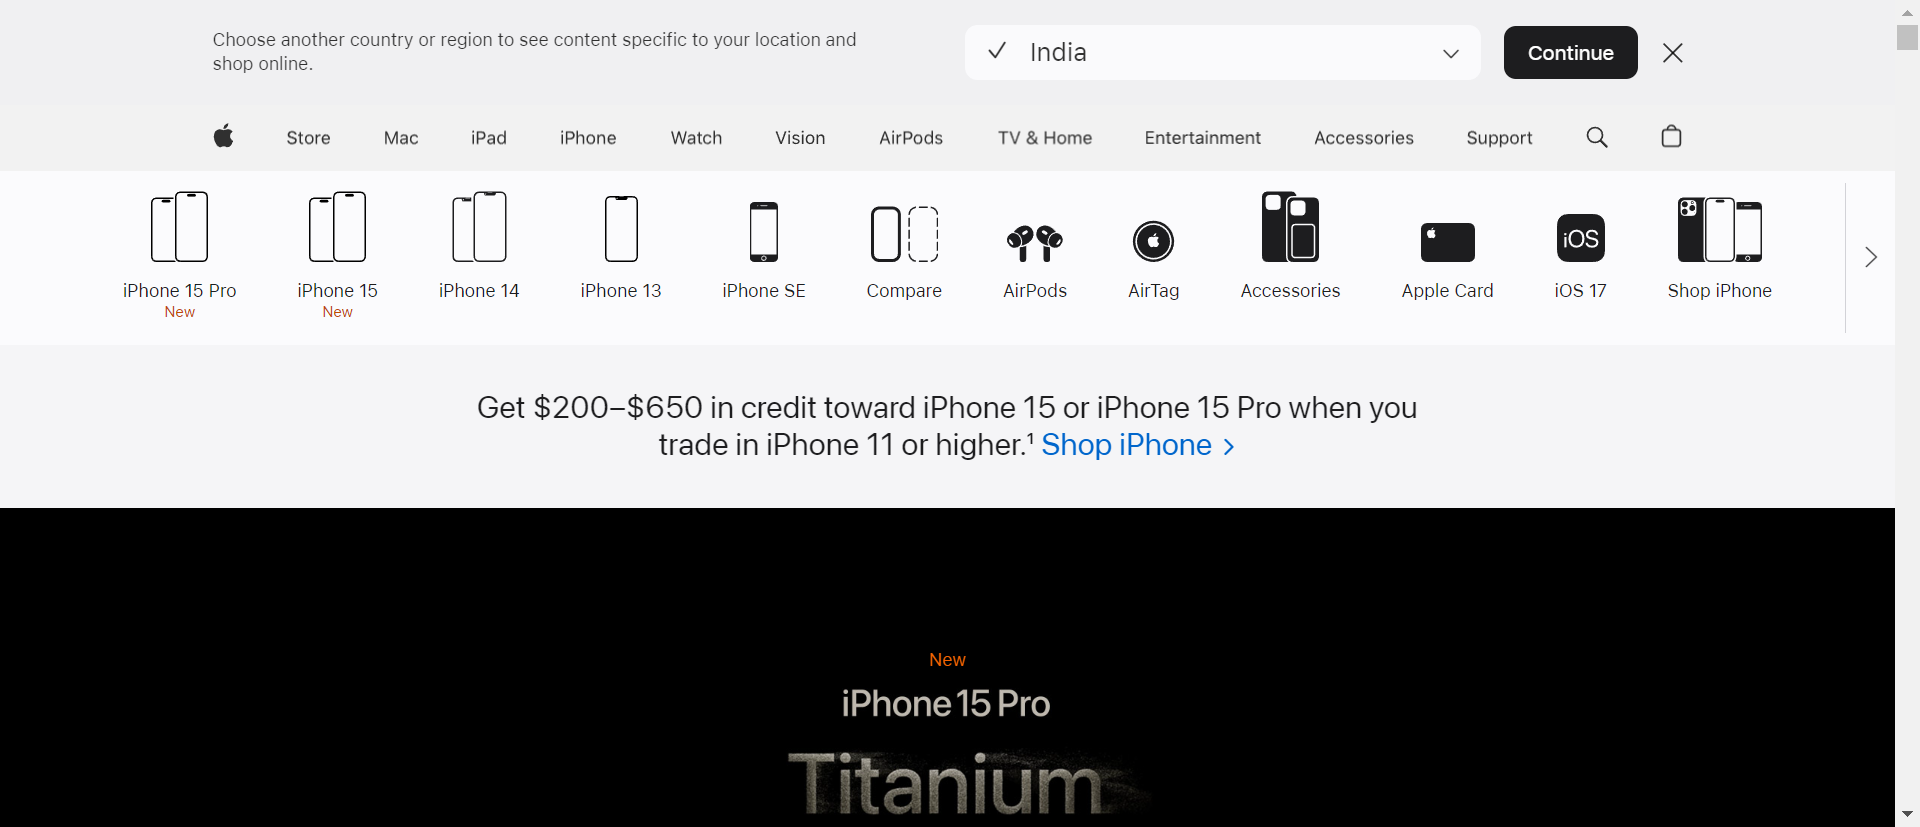 Choose another country or region to see content specific to your location and
shop online.
India
Continue
Store Mac iPad iPhone Watch Vision AirPods TV & Home Entertainment Accessories Support
iPhone 15 Pro
New
iPhone 15
New
iPhone 14
iPhone 13
iPhone SE
Compare
AirPods
AirTag
Accessories
Apple Card
iOS
iOS 17
Shop iPhone
Get $200–$650 in credit toward iPhone 15 or iPhone 15 Pro when you
trade in iPhone 11 or higher.¹ Shop iPhone >
New
iPhone 15 Pro
Titanium